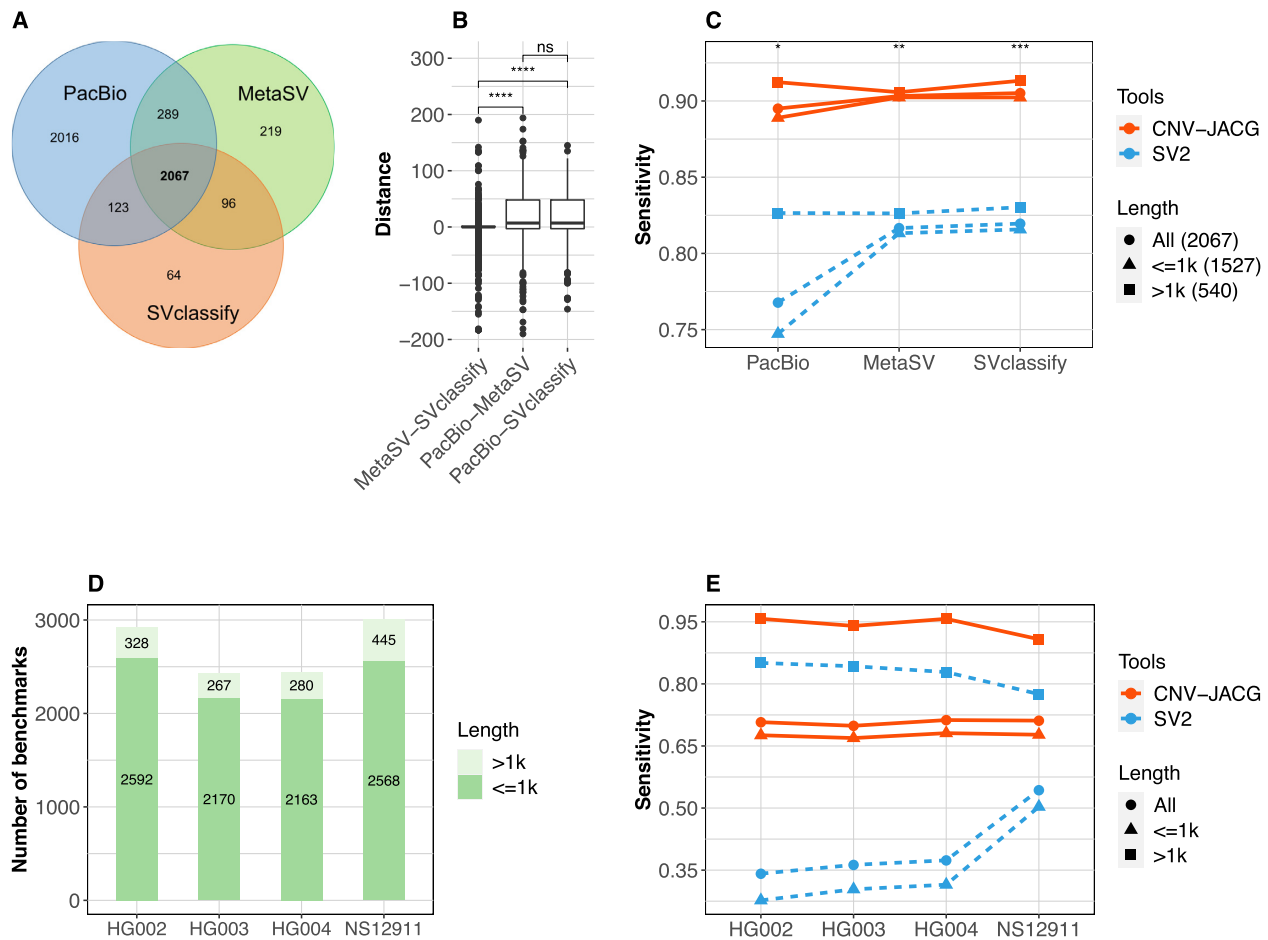 A
PacBio
MetaSV
289
2016
219
2067
123
96
64
SVclassify
B
Distance
300
200
100
0
−100
−200
ns
****
****
MetaSV−SVclassify
PacBio−MetaSV
PacBio−SVclassify
C
Sensitivity
0.90
0.85
0.80
0.75
*
**
***
PacBio
MetaSV
SVclassify
Tools
CNV−JACG
SV2
Length
All (2067)
<=1k (1527)
>1k (540)
D
Number of benchmarks
3000
2000
1000
0
328
267
280
445
2592
2170
2163
2568
HG002
HG003
HG004
NS12911
Length
>1k
<=1k
E
Sensitivity
0.95
0.80
0.65
0.50
0.35
HG002
HG003
HG004
NS12911
Tools
CNV−JACG
SV2
Length
All
<=1k
>1k